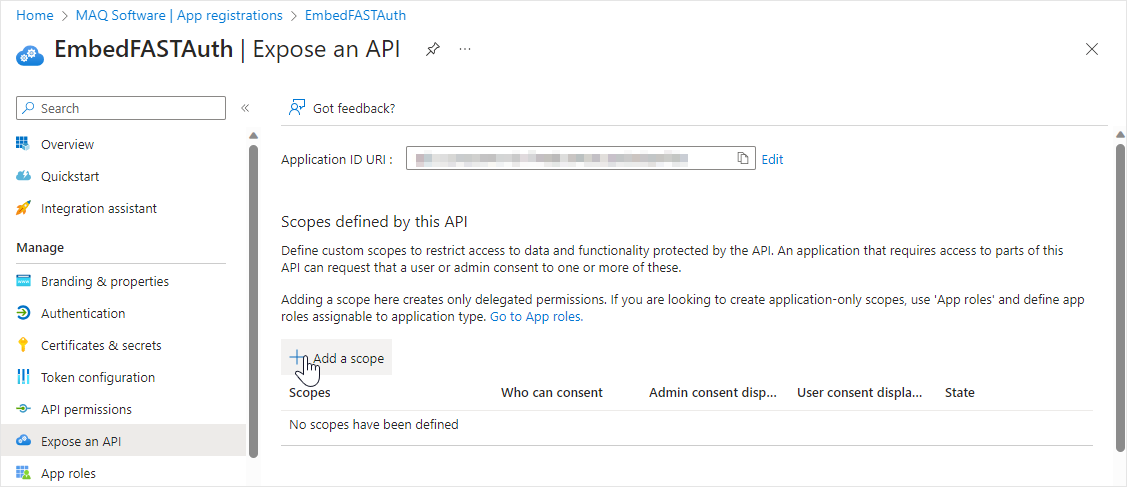 Home > MAQ Software | App registrations > EmbedFASTAuth
EmbedFASTAuth | Expose an API
Search
Overview
Quickstart
Integration assistant
Manage
Branding & properties
Authentication
Certificates & secrets
Token configuration
API permissions
Expose an API
App roles
Got feedback?
Application ID URI :
Edit
Scopes defined by this API
Define custom scopes to restrict access to data and functionality protected by the API. An application that requires access to parts of this
API can request that a user or admin consent to one or more of these.
Adding a scope here creates only delegated permissions. If you are looking to create application-only scopes, use 'App roles' and define app
roles assignable to application type. Go to App roles.
Add a scope
Scopes Who can consent Admin consent disp... User consent displa... State
No scopes have been defined